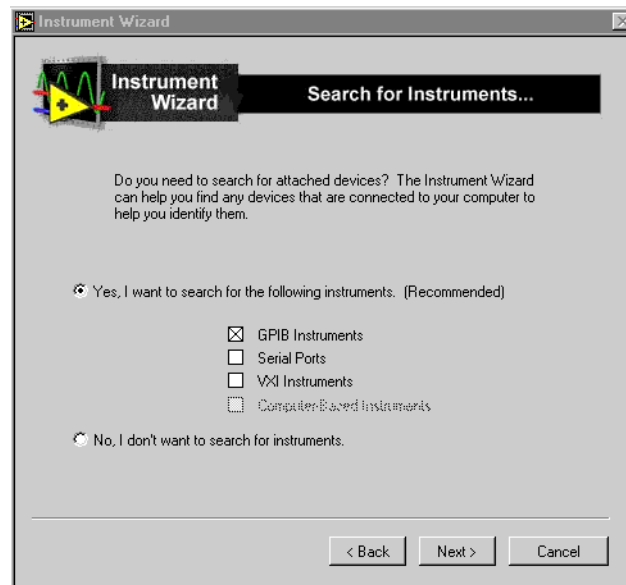 Instrument Wizard
Instrument
Wizard
Search for Instruments...
Do you need to search for attached devices? The Instrument Wizard
can help you find any devices that are connected to your computer to
help you identify them.
Yes, I want to search for the following instruments. (Recommended)
GPIB Instruments
Serial Ports
VXI Instruments
Computer-Based Instruments
No, I don't want to search for instruments.
< Back
Next >
Cancel